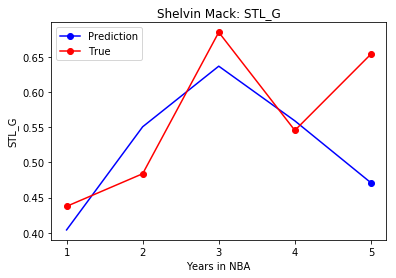 Shelvin Mack: STL_G
Prediction
True
STL_G
0.65
0.60
0.55
0.50
0.45
0.40
1 2 3 4 5
Years in NBA